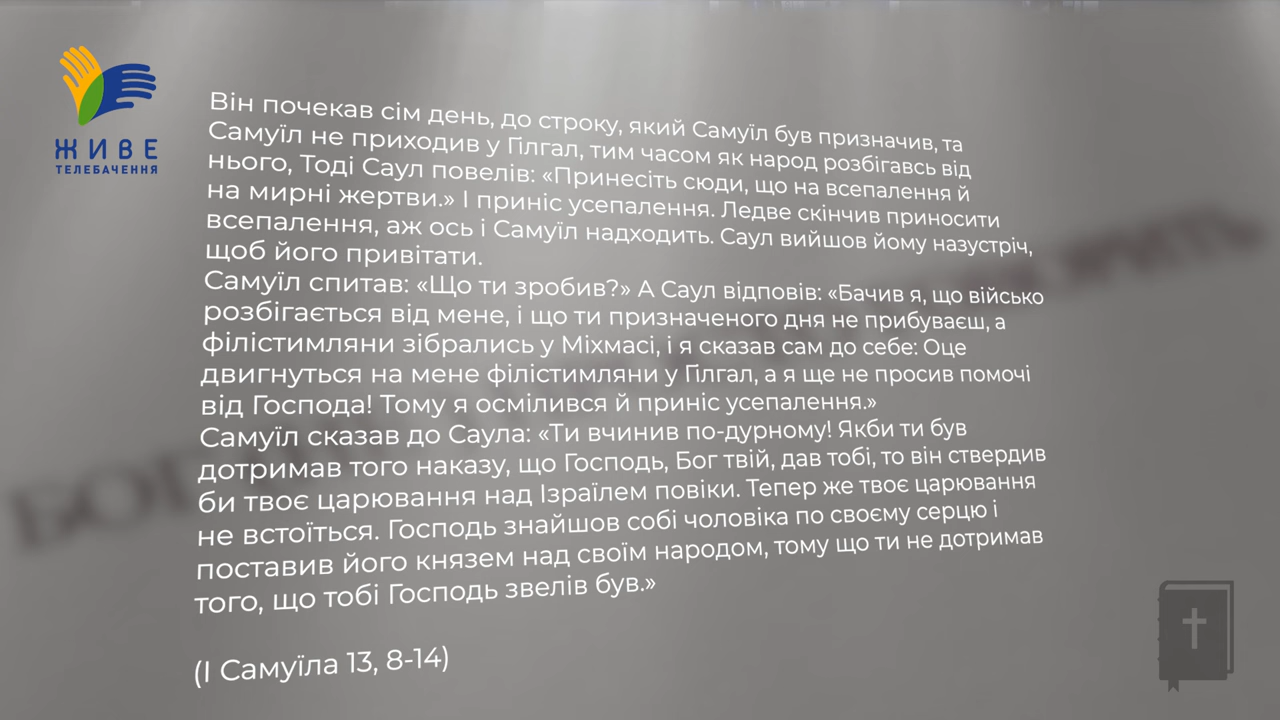 ЖИВЕ
ТЕЛЕБАЧЕННЯ
Він почекав сім день, до строку, який Самуїл був призначив, та
Самуїл не приходив у Гілгал, тим часом як народ розбігавсь від
нього, Тоді Саул повелів: «Принесіть сюди, що на всепалення й
на мирні жертви.» І приніс усепалення. Ледве скінчив приносити
всепалення, аж ось і Самуїл надходить. Саул вийшов йому назустріч,
щоб його привітати.
Самуїл спитав: «Що ти зробив?» А Саул відповів: «Бачив я, що військо
розбігається від мене, і що ти призначеного дня не прибуваєш, а
філістимляни зібрались у Міхмасі, і я сказав сам до себе: Оце
двигнуться на мене філістимляни у Гілгал, а я ще не просив помочі
від Господа! Тому я осмілився й приніс усепалення.»
Самуїл сказав до Саула: «Ти вчинив по-дурному! Якби ти був
дотримав того наказу, що Господь, Бог твій, дав тобі, то він ствердив
би твоє царювання над Ізраїлем повіки. Тепер же твоє царювання
не встоїться. Господь знайшов собі чоловіка по своєму серцю і
поставив його князем над своїм народом, тому що ти не дотримав
того, що тобі Господь звелів був.»
(І Самуїла 13, 8-14)